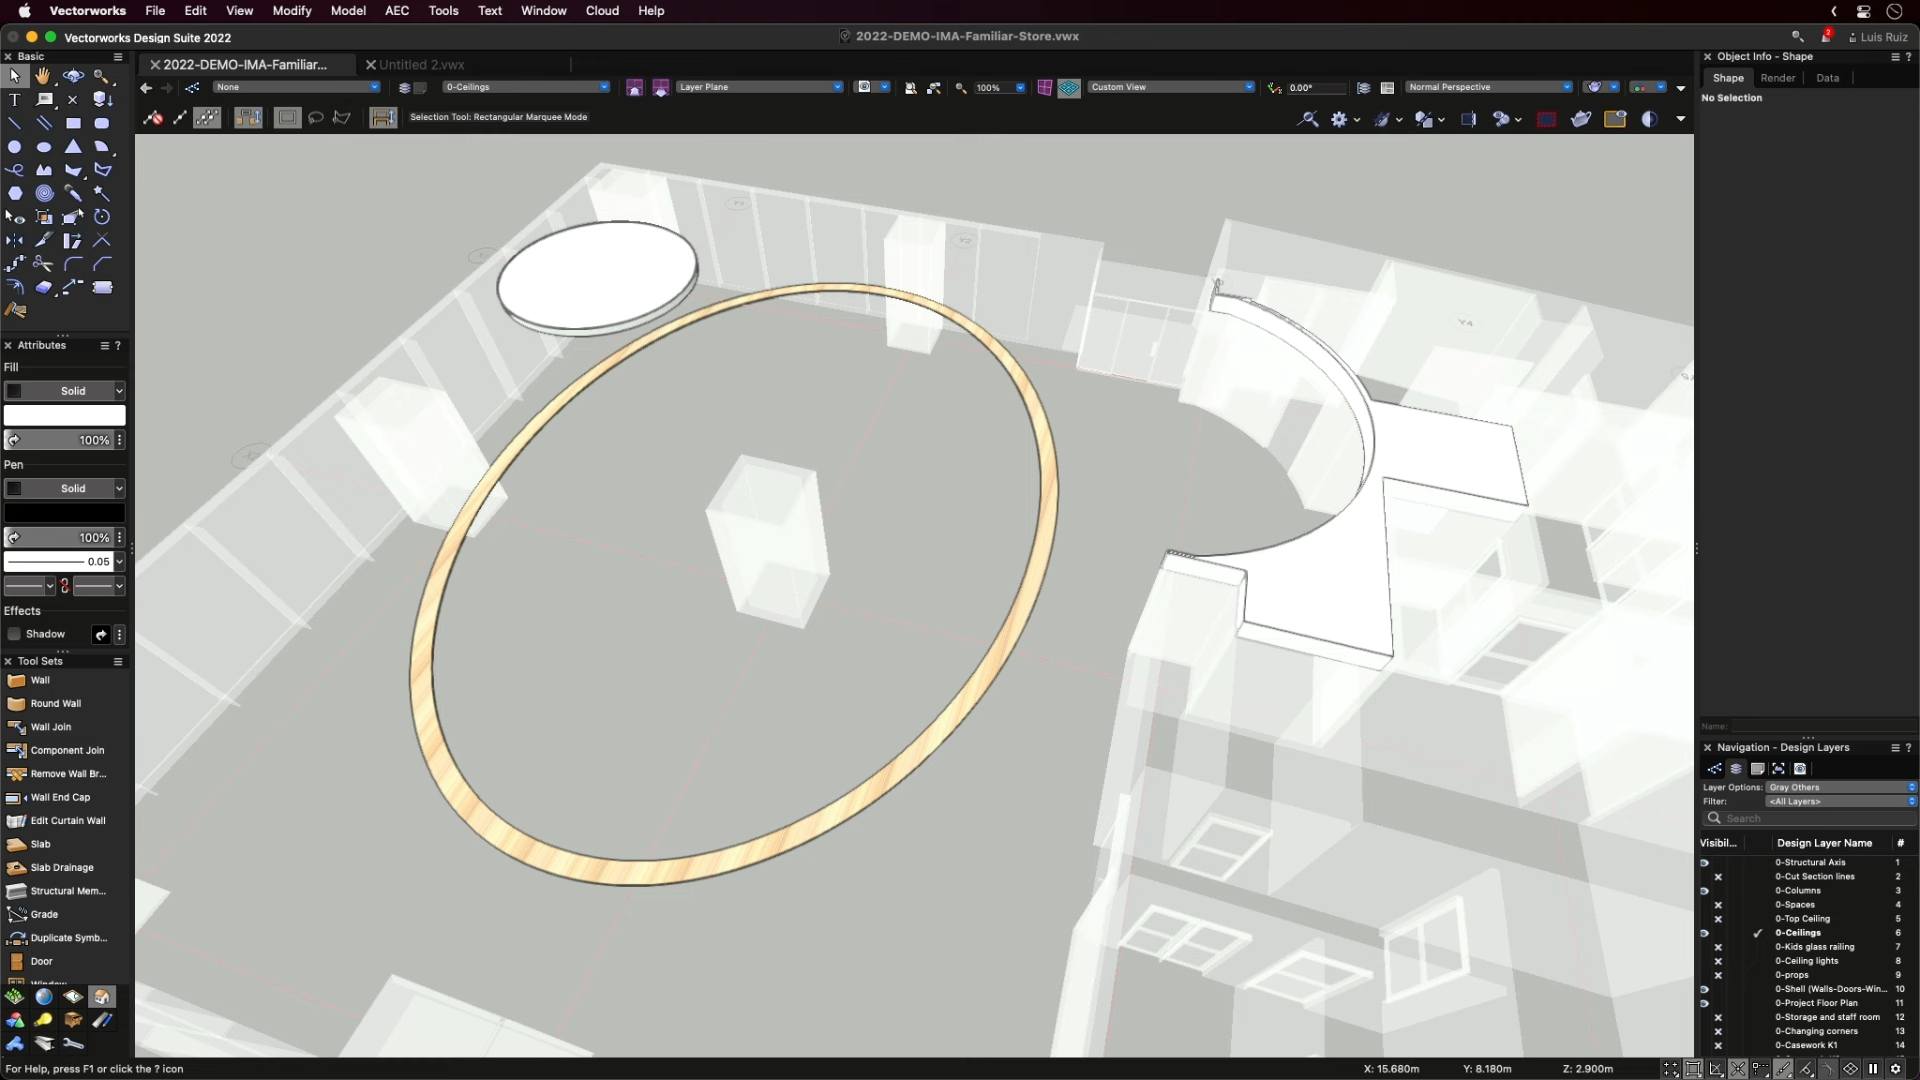 Vectorworks File Edit View Modify Model AEC Tools Text Window Cloud Help
Vectorworks Design Suite 2022
2022-DEMO-IMA-Familiar-Store.vwx
2 Luis Ruiz
Basic
2022-DEMO-IMA-Familiar...
Untitled 2.vwx
Object Info - Shape
?
None
0-Ceilings
Layer Plane
100%
Custom View
0.00°
Normal Perspective
Shape Render Data
No Selection
Selection Tool: Rectangular Marquee Mode
Y2
Y4
Attributes ?
Fill
Solid
100%
Pen
Solid
100%
0.05
Effects
Shadow
Tool Sets
Wall
Round Wall
Wall Join
Component Join
Remove Wall Br...
Wall End Cap
Edit Curtain Wall
Slab
Slab Drainage
Structural Mem...
Grade
Duplicate Symb...
Door
Name:
Navigation - Design Layers ?
Layer Options: Gray Others
Filter: <All Layers>
Search
Visibil... Design Layer Name #
0-Structural Axis 1
0-Cut Section lines 2
0-Columns 3
0-Spaces 4
0-Top Ceiling 5
0-Ceilings 6
0-Kids glass railing 7
0-Ceiling lights 8
0-props 9
0-Shell (Walls-Doors-Win... 10
0-Project Floor Plan 11
0-Storage and staff room 12
0-Changing corners 13
0-Casework K1 14
For Help, press F1 or click the ? icon
X: 15.680m Y: 8.180m Z: 2.900m